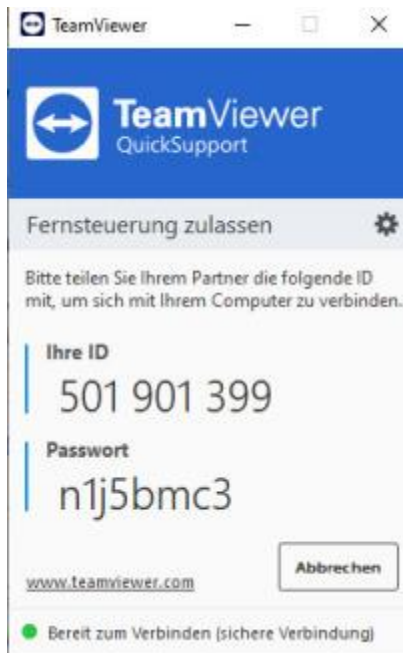 TeamViewer
TeamViewer
QuickSupport
Fernsteuerung zulassen
Bitte teilen Sie Ihrem Partner die folgende ID
mit, um sich mit Ihrem Computer zu verbinden.
Ihre ID
501 901 399
Passwort
n1j5bmc3
Abbrechen
www.teamviewer.com
Bereit zum Verbinden (sichere Verbindung)